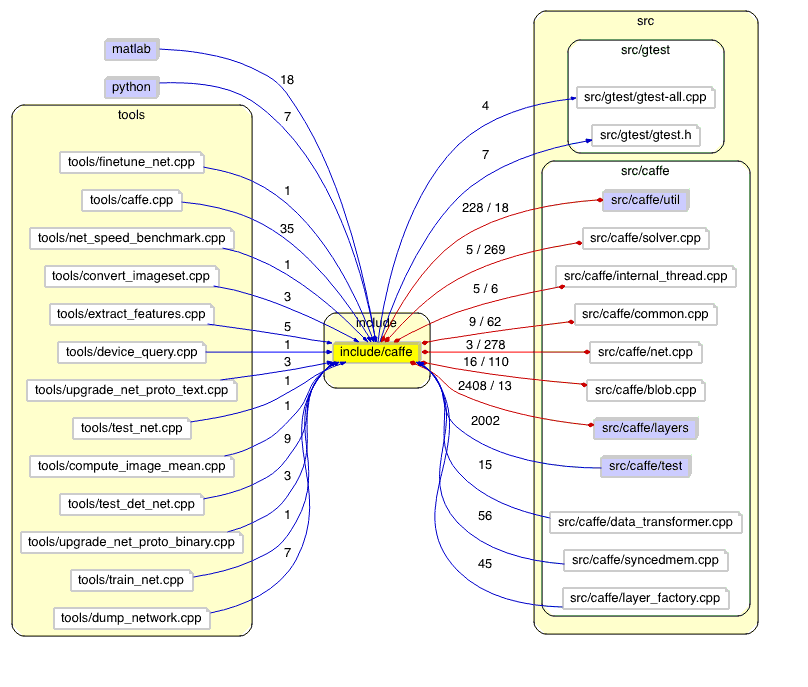 matlab
python
tools
tools/finetune_net.cpp
tools/caffe.cpp
tools/net_speed_benchmark.cpp
tools/convert_imageset.cpp
tools/extract_features.cpp
tools/device_query.cpp
tools/upgrade_net_proto_text.cpp
tools/test_net.cpp
tools/compute_image_mean.cpp
tools/test_det_net.cpp
tools/upgrade_net_proto_binary.cpp
tools/train_net.cpp
tools/dump_network.cpp
18
7
1
35
1
3
5
1
3
1
1
9
3
1
7
include
include/caffe
4
7
228 / 18
5 / 269
5 / 6
9 / 62
3 / 278
16 / 110
2408 / 13
2002
15
56
45
src
src/gtest
src/gtest/gtest-all.cpp
src/gtest/gtest.h
src/caffe
src/caffe/util
src/caffe/solver.cpp
src/caffe/internal_thread.cpp
src/caffe/common.cpp
src/caffe/net.cpp
src/caffe/blob.cpp
src/caffe/layers
src/caffe/test
src/caffe/data_transformer.cpp
src/caffe/syncedmem.cpp
src/caffe/layer_factory.cpp